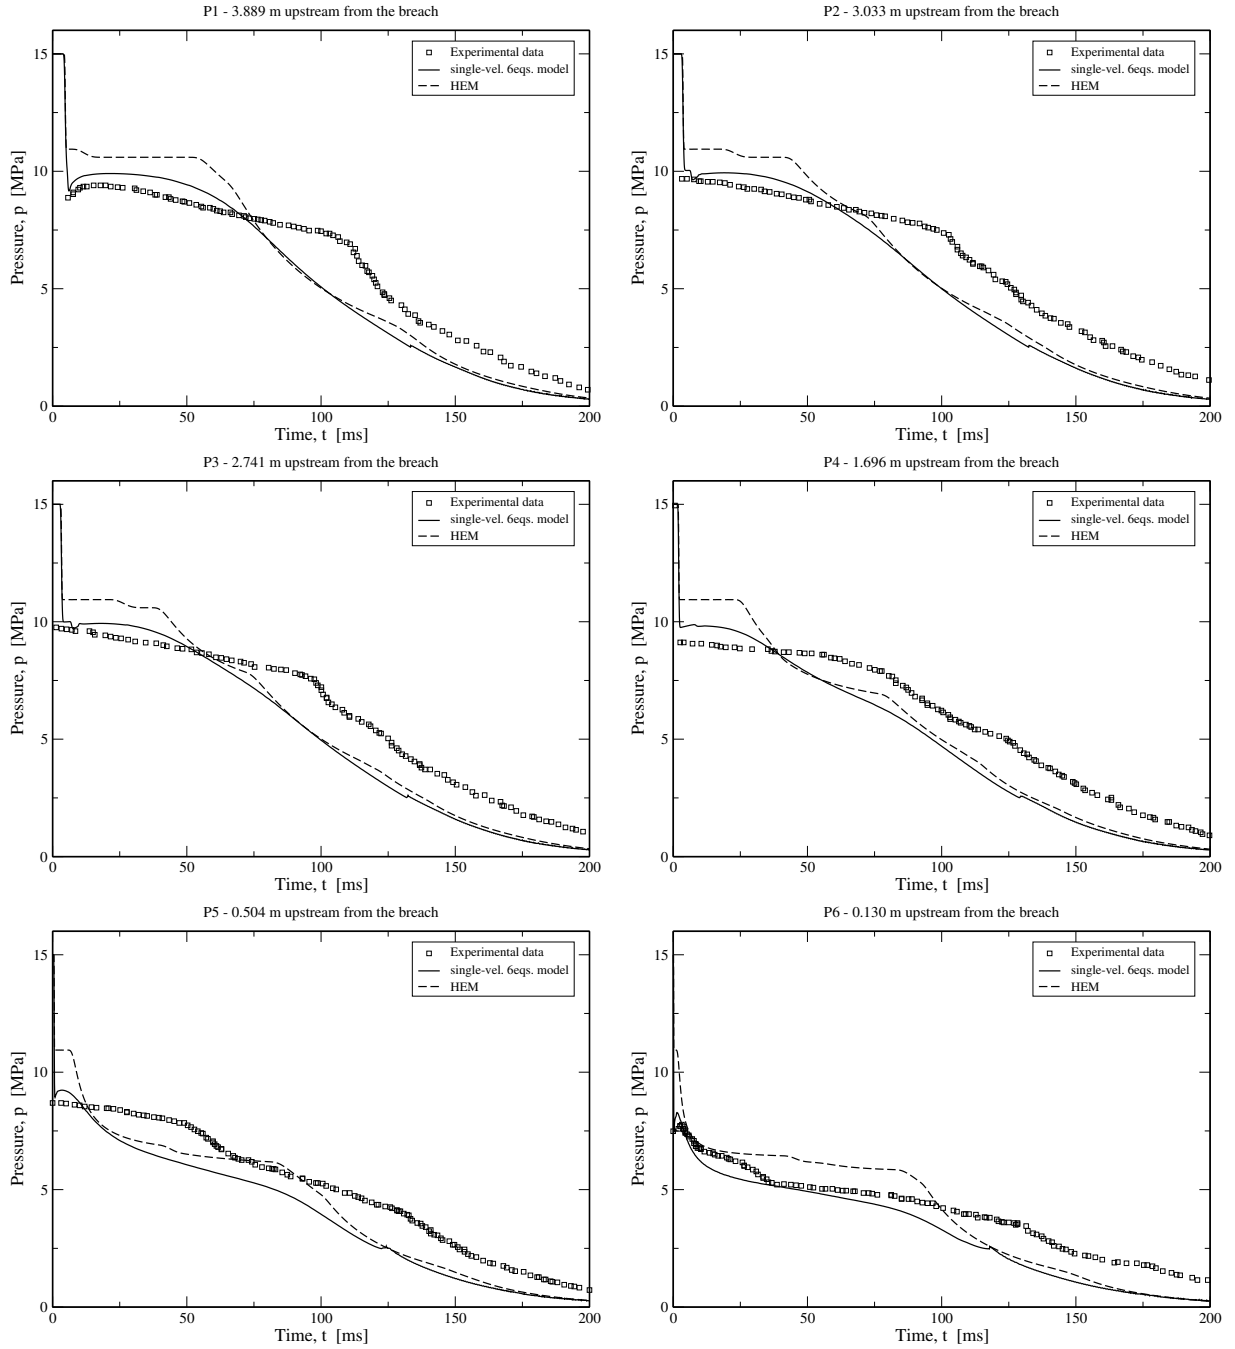 P1 - 3.889 m upstream from the breach
15
10
5
0
0
50
100
150
200
Pressure, p [MPa]
Time, t [ms]
Experimental data
single-vel. 6eqs. model
HEM
P2 - 3.033 m upstream from the breach
15
10
5
0
0
50
100
150
200
Pressure, p [MPa]
Time, t [ms]
Experimental data
single-vel. 6eqs. model
HEM
P3 - 2.741 m upstream from the breach
15
10
5
0
0
50
100
150
200
Pressure, p [MPa]
Time, t [ms]
Experimental data
single-vel. 6eqs. model
HEM
P4 - 1.696 m upstream from the breach
15
10
5
0
0
50
100
150
200
Pressure, p [MPa]
Time, t [ms]
Experimental data
single-vel. 6eqs. model
HEM
P5 - 0.504 m upstream from the breach
15
10
5
0
0
50
100
150
200
Pressure, p [MPa]
Time, t [ms]
Experimental data
single-vel. 6eqs. model
HEM
P6 - 0.130 m upstream from the breach
15
10
5
0
0
50
100
150
200
Pressure, p [MPa]
Time, t [ms]
Experimental data
single-vel. 6eqs. model
HEM